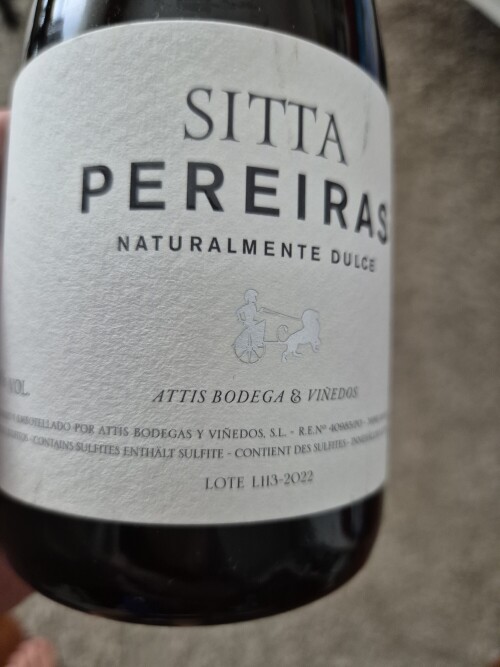 SITTA
PEREIRAS
NATURALMENTE DULCE
VOL.
ATTIS BODEGA & VIÑEDOS
EMBOTELLADO POR ATTIS BODEGAS Y VIÑEDOS, S.L. - R.E.Nº
- CONTAINS SULFITES ENTHÄLT SULFITE - CONTIENT DES SULFITES -
LOTE L113-2022